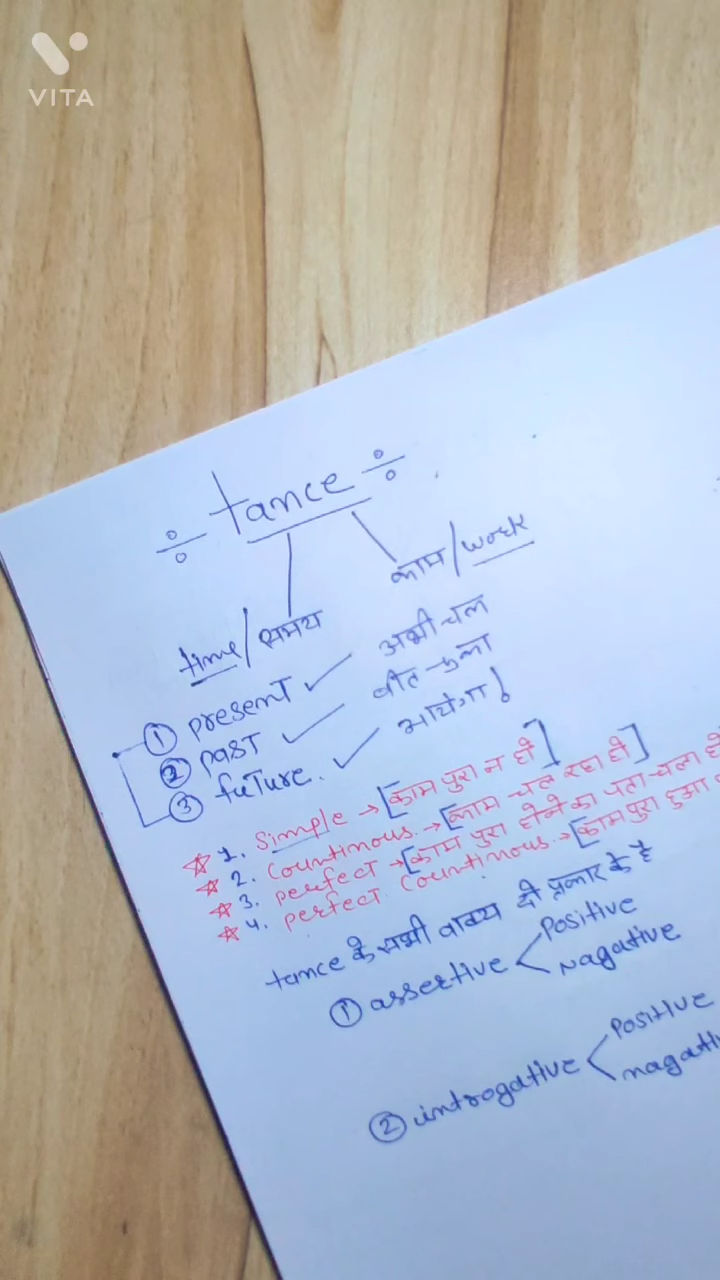 VITA
÷ tance ÷
time/समय काम/work
① present ✓ अभी चल
② past ✓ बीत चुका
③ fuTure. ✓ आयेगा!
☆ 1. Simple → [काम पुरा न हो]
☆ 2. Countinous. → [काम चल रहा हो]
☆ 3. perfect → [काम पुरा होने का पता चला हो
☆ 4. perfect Countinous. → [काम पुरा हुआ
tance के सभी वाक्य दो प्रकार के है
① assertive < Positive
Nagative
② introgative < Positive
nagati